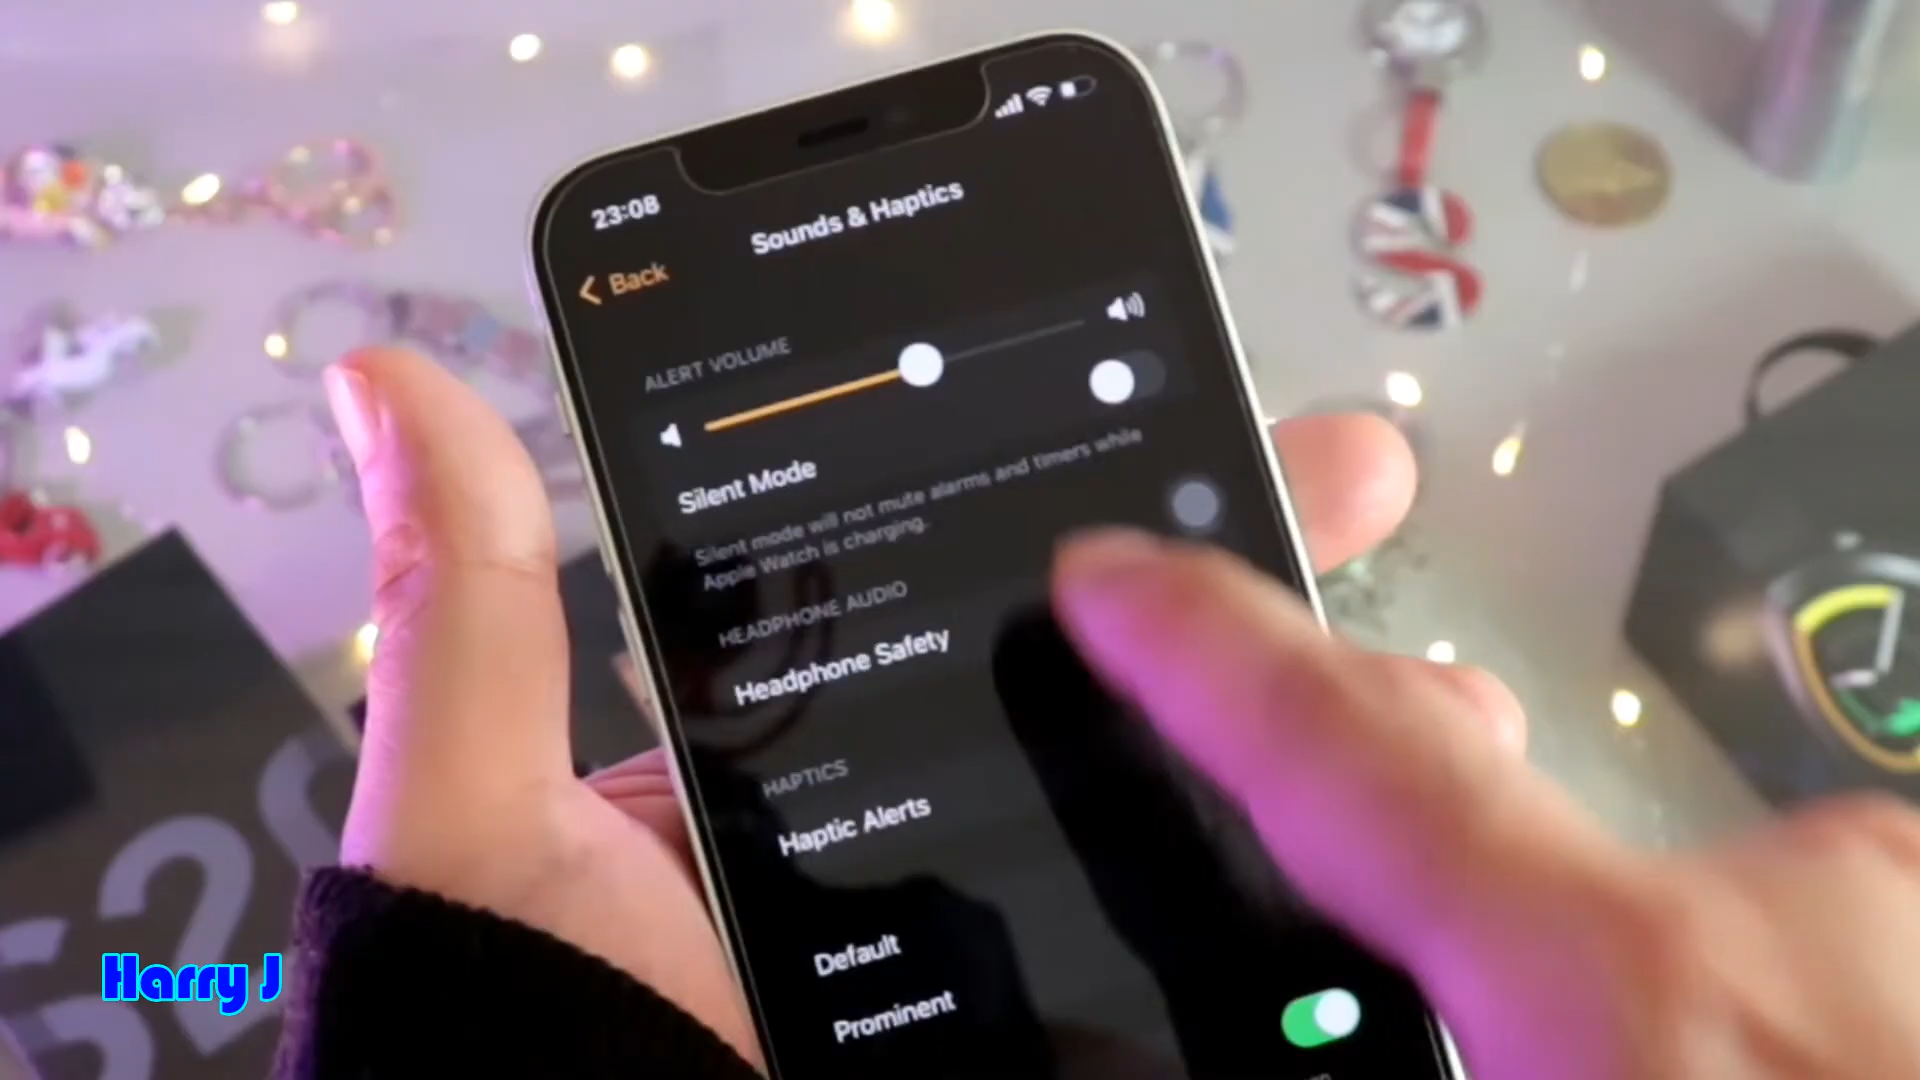 23:08
Sounds & Haptics
Back
ALERT VOLUME
Silent Mode
Silent mode will not mute alarms and timers while
Apple Watch is charging.
HEADPHONE AUDIO
Headphone Safety
HAPTICS
Haptic Alerts
Default
Prominent
S20
Harry J